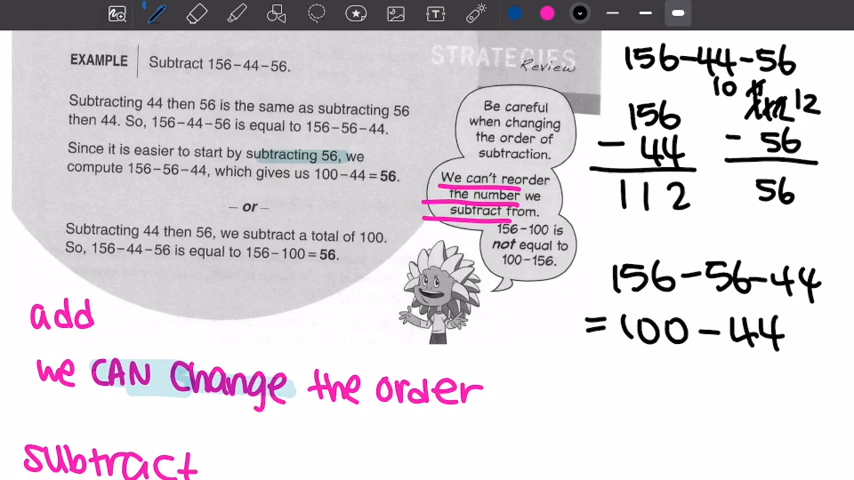 STRATEGIES
Review
EXAMPLE Subtract 156-44-56.
Subtracting 44 then 56 is the same as subtracting 56
then 44. So, 156-44-56 is equal to 156-56-44.
Since it is easier to start by subtracting 56, we
compute 156-56-44, which gives us 100-44=56.
– or –
Subtracting 44 then 56, we subtract a total of 100.
So, 156-44-56 is equal to 156-100=56.
Be careful
when changing
the order of
subtraction.
We can't reorder
the number we
subtract from.
156-100 is
not equal to
100-156.
add
we CAN change the order
subtract
156-44-56
156
- 44
112
10 12
- 56
56
156-56-44
=100-44